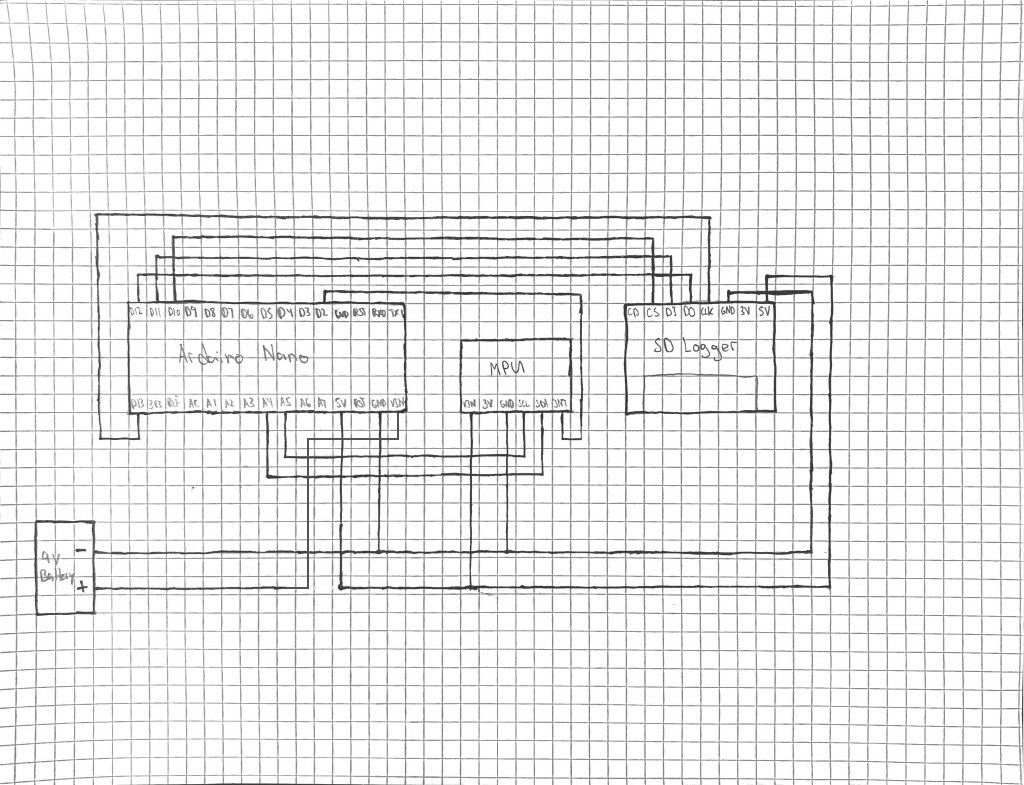 D12 D11 D10 D9 D8 D7 D6 D5 D4 D3 D2 GND RST RX0 TX1
CD CS DI DO CLK GND 3V 5V
Arduino Nano
SD Logger
MPU
D13 3V3 REF A0 A1 A2 A3 A4 A5 A6 A7 5V RST GND VIN
VIN 3V GND SCL SDA INT
-
9V
Battery
+